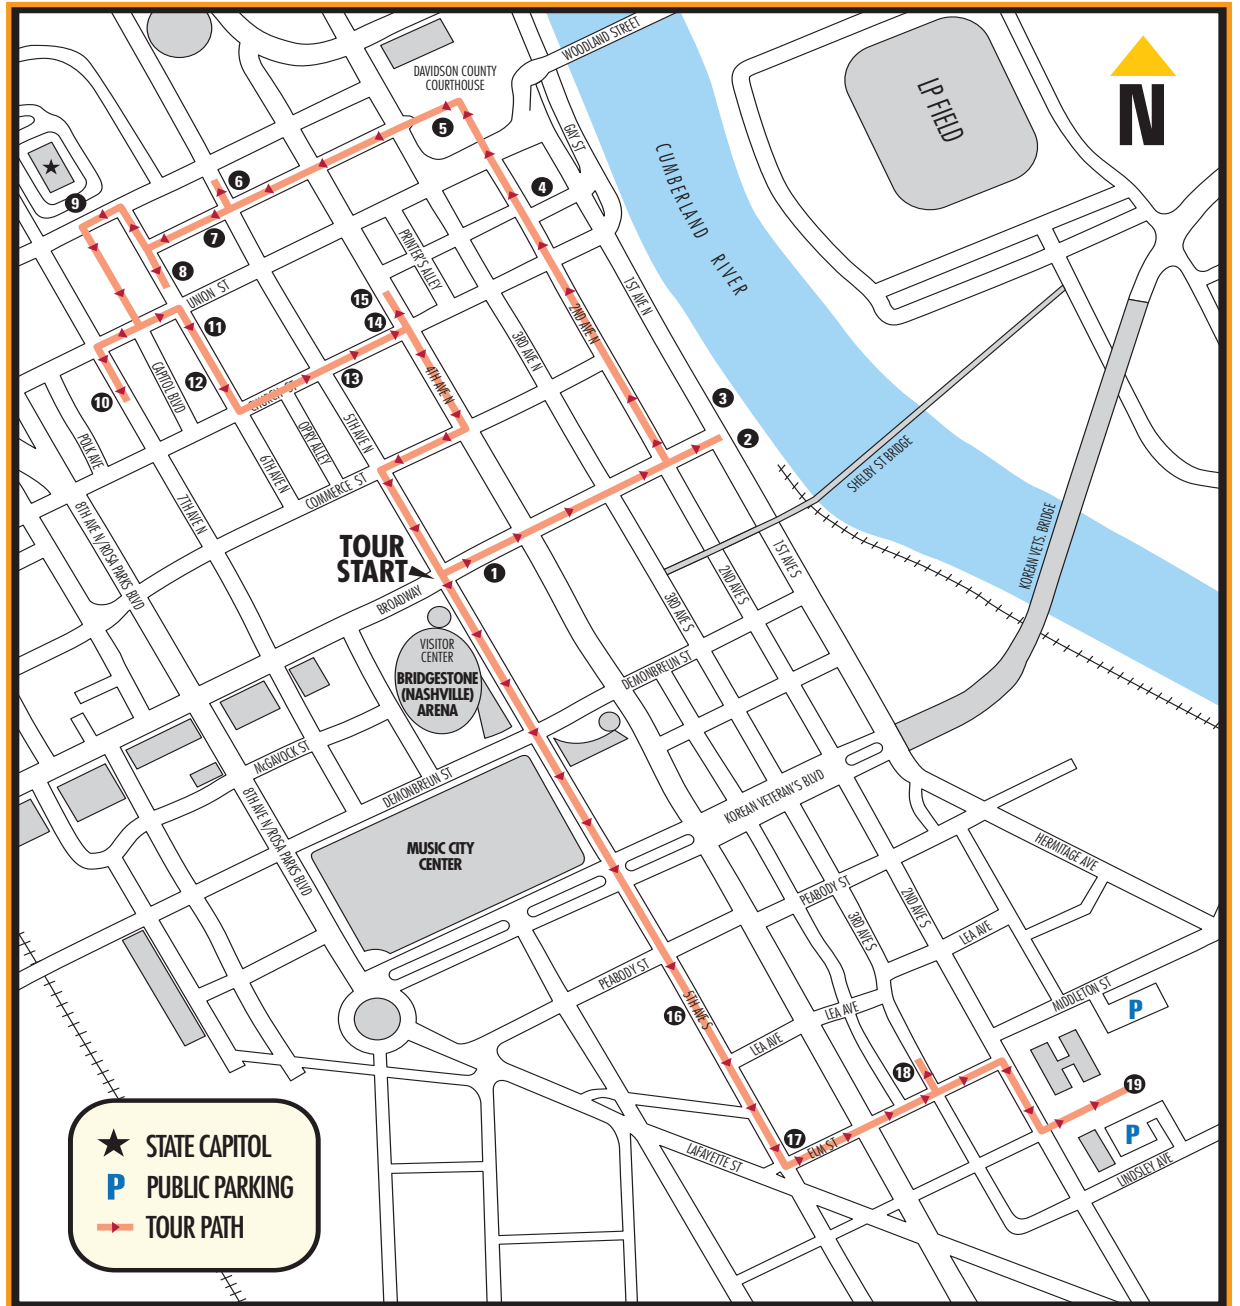 WOODLAND STREET
DAVIDSON COUNTY
COURTHOUSE
GAY ST
LP FIELD
N
CUMBERLAND RIVER
5
6
4
9
7
8
PRINTER'S ALLEY
UNION ST
1ST AVE N
15
14
11
2ND AVE N
3RD AVE N
CAPITOL BLVD
12
13
4TH AVE N
10
CHURCH ST
3
2
POLK AVE
OPRY ALLEY
5TH AVE N
6TH AVE N
COMMERCE ST
SHELBY ST BRIDGE
8TH AVE N/ROSA PARKS BLVD
7TH AVE N
TOUR
START
1
BROADWAY
1ST AVE S
2ND AVE S
3RD AVE S
KOREAN VETS. BRIDGE
VISITOR
CENTER
BRIDGESTONE
(NASHVILLE)
ARENA
DEMONBREUN ST
McGAVOCK ST
DEMONBREUN ST
8TH AVE N/ROSA PARKS BLVD
KOREAN VETERAN'S BLVD
MUSIC CITY
CENTER
HERMITAGE AVE
PEABODY ST
3RD AVE S
2ND AVE S
LEA AVE
PEABODY ST
MIDDLETON ST
5TH AVE S
16
LEA AVE
P
LEA AVE
18
19
17
ELM ST
P
LAFAYETTE ST
LINDSLEY AVE
STATE CAPITOL
P PUBLIC PARKING
TOUR PATH